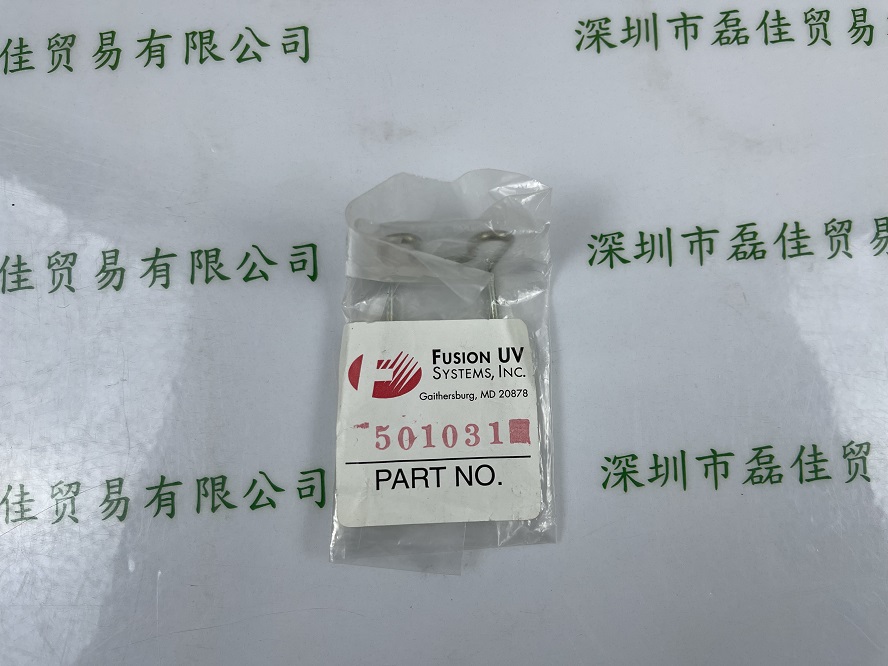 佳贸易有限公司
深圳市磊佳贸易
佳贸易有限公司
深圳市磊佳贸易
FUSION UV
SYSTEMS, INC.
Gaithersburg, MD 20878
501031
PART NO.
佳贸易有限公司
深圳市磊佳贸